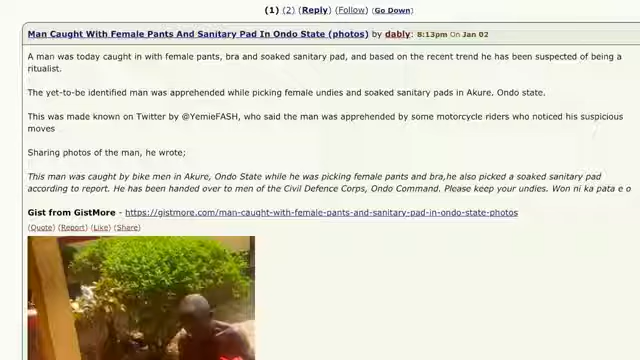 (1) (2) (Reply) (Follow) (Go Down)
Man Caught With Female Pants And Sanitary Pad In Ondo State (photos) by dably: 8:13pm On Jan 02
A man was today caught in with female pants, bra and soaked sanitary pad, and based on the recent trend he has been suspected of being a
ritualist.
The yet-to-be identified man was apprehended while picking female undies and soaked sanitary pads in Akure. Ondo state.
This was made known on Twitter by @YemieFASH, who said the man was apprehended by some motorcycle riders who noticed his suspicious
moves
Sharing photos of the man, he wrote;
This man was caught by bike men in Akure, Ondo State while he was picking female pants and bra,he also picked a soaked sanitary pad
according to report. He has been handed over to men of the Civil Defence Corps, Ondo Command. Please keep your undies. Won ni ka pata e o
Gist from GistMore - https://gistmore.com/man-caught-with-female-pants-and-sanitary-pad-in-ondo-state-photos
(Quote) (Report) (Like) (Share)